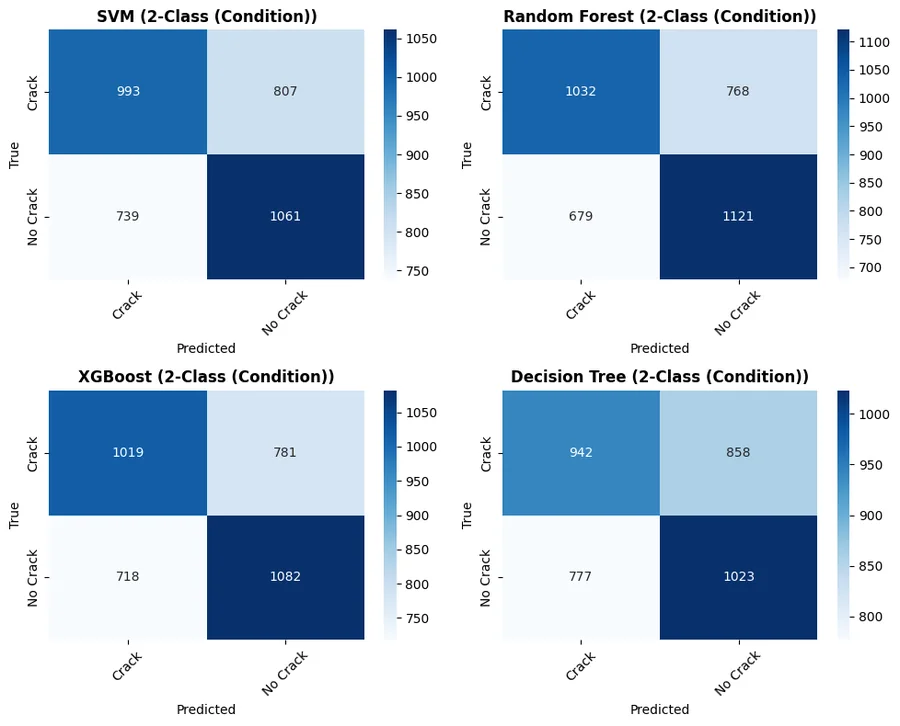 SVM (2-Class (Condition))
Crack
No Crack
True
993
807
739
1061
Crack
No Crack
Predicted
1050
1000
950
900
850
800
750
Random Forest (2-Class (Condition))
Crack
No Crack
True
1032
768
679
1121
Crack
No Crack
Predicted
1100
1050
1000
950
900
850
800
750
700
XGBoost (2-Class (Condition))
Crack
No Crack
True
1019
781
718
1082
Crack
No Crack
Predicted
1050
1000
950
900
850
800
750
Decision Tree (2-Class (Condition))
Crack
No Crack
True
942
858
777
1023
Crack
No Crack
Predicted
1000
950
900
850
800